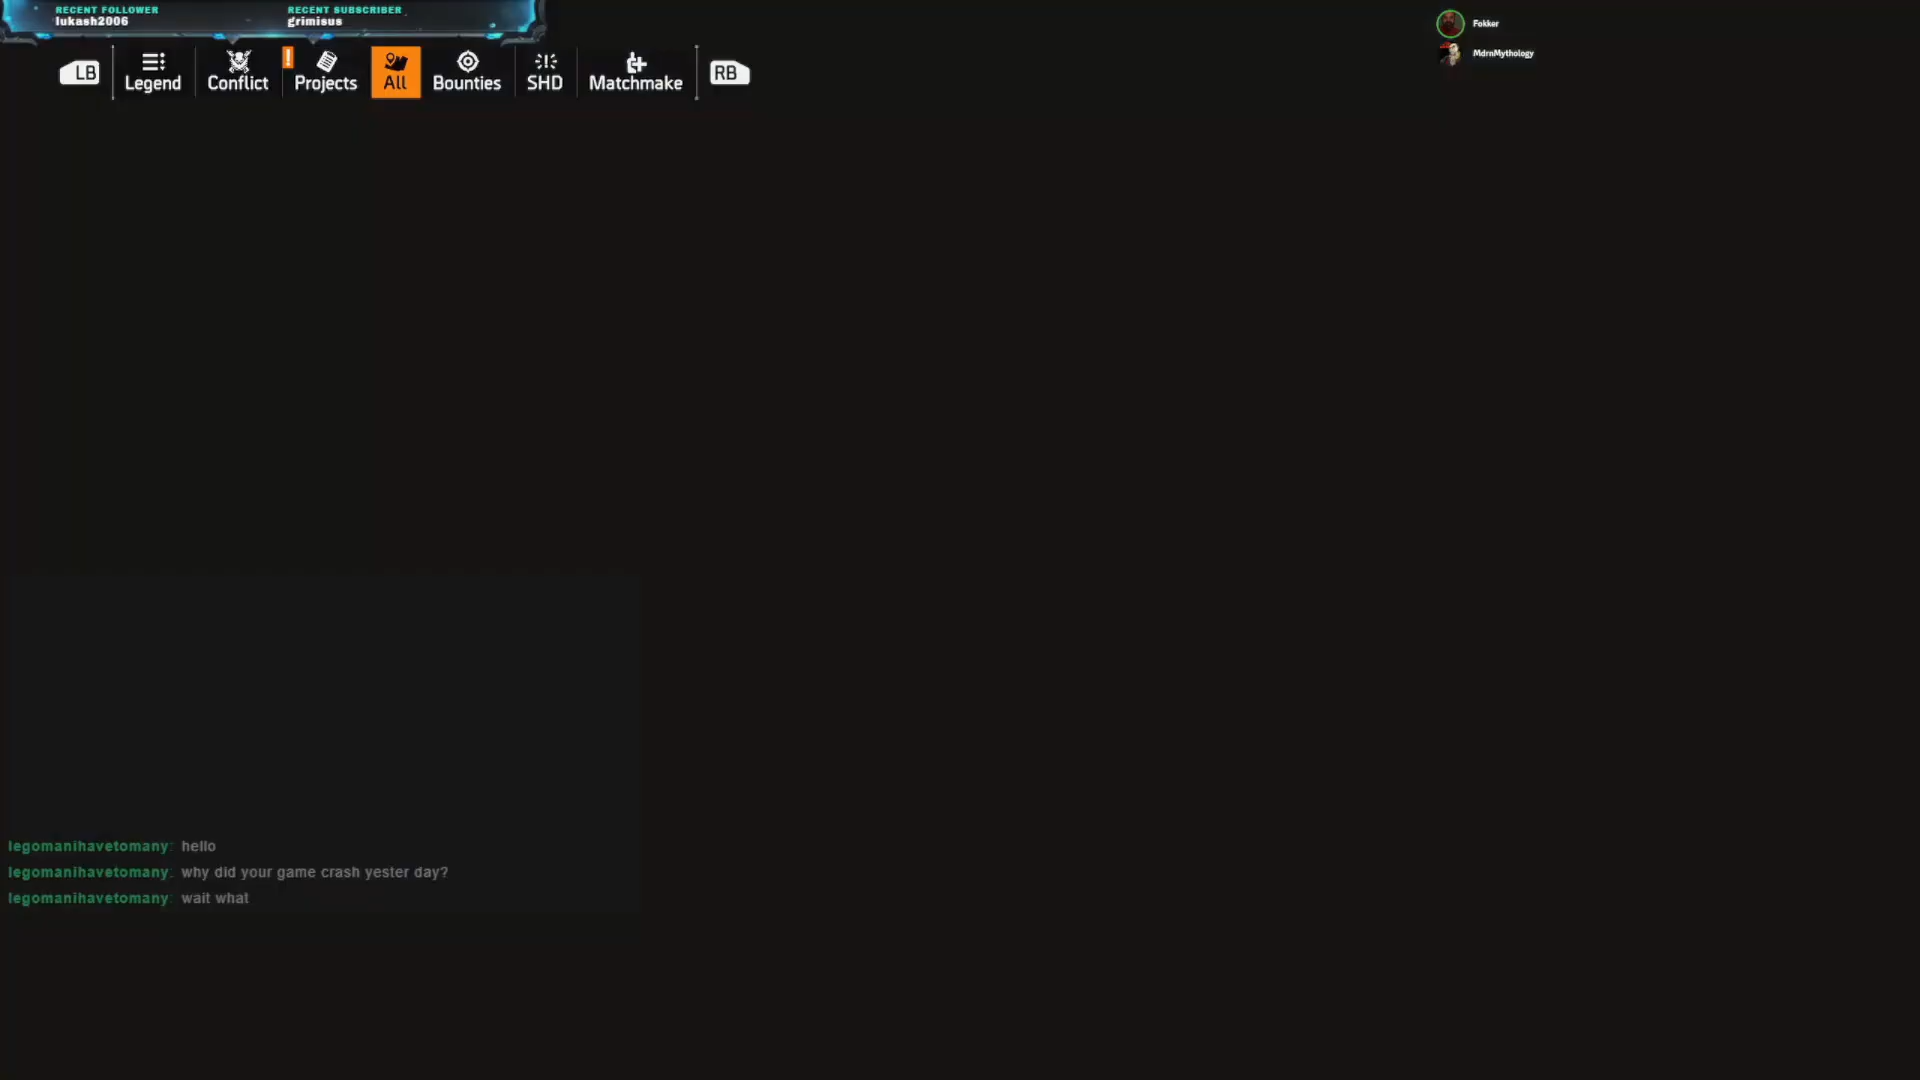 RECENT FOLLOWER
lukash2006
RECENT SUBSCRIBER
grimisus
Fokker
MdrnMythology
LB
Legend
Conflict
!
Projects
All
Bounties
SHD
Matchmake
RB
legomanihavetomany: hello
legomanihavetomany: why did your game crash yester day?
legomanihavetomany: wait what